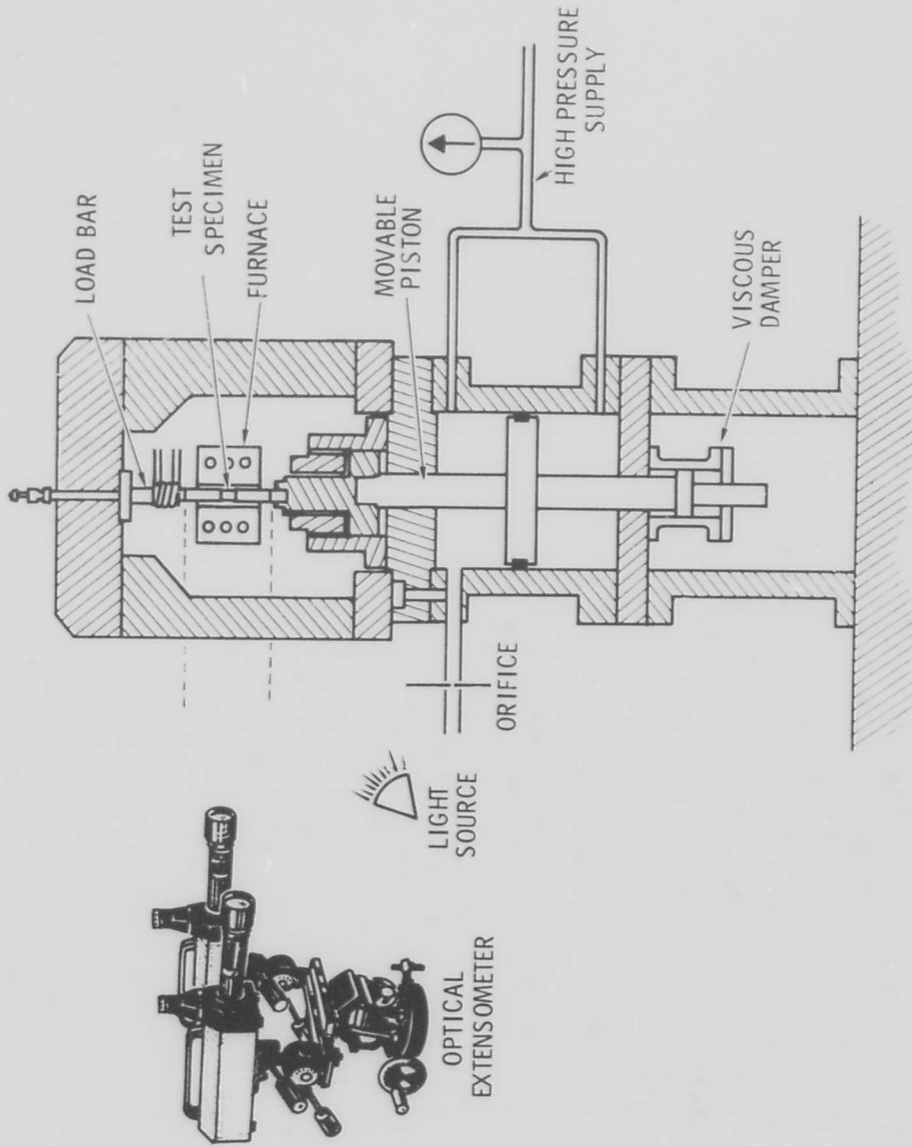 LOAD BAR
TEST
SPECIMEN
FURNACE
MOVABLE
PISTON
HIGH PRESSURE
SUPPLY
VISCOUS
DAMPER
ORIFICE
LIGHT
SOURCE
OPTICAL
EXTENSOMETER